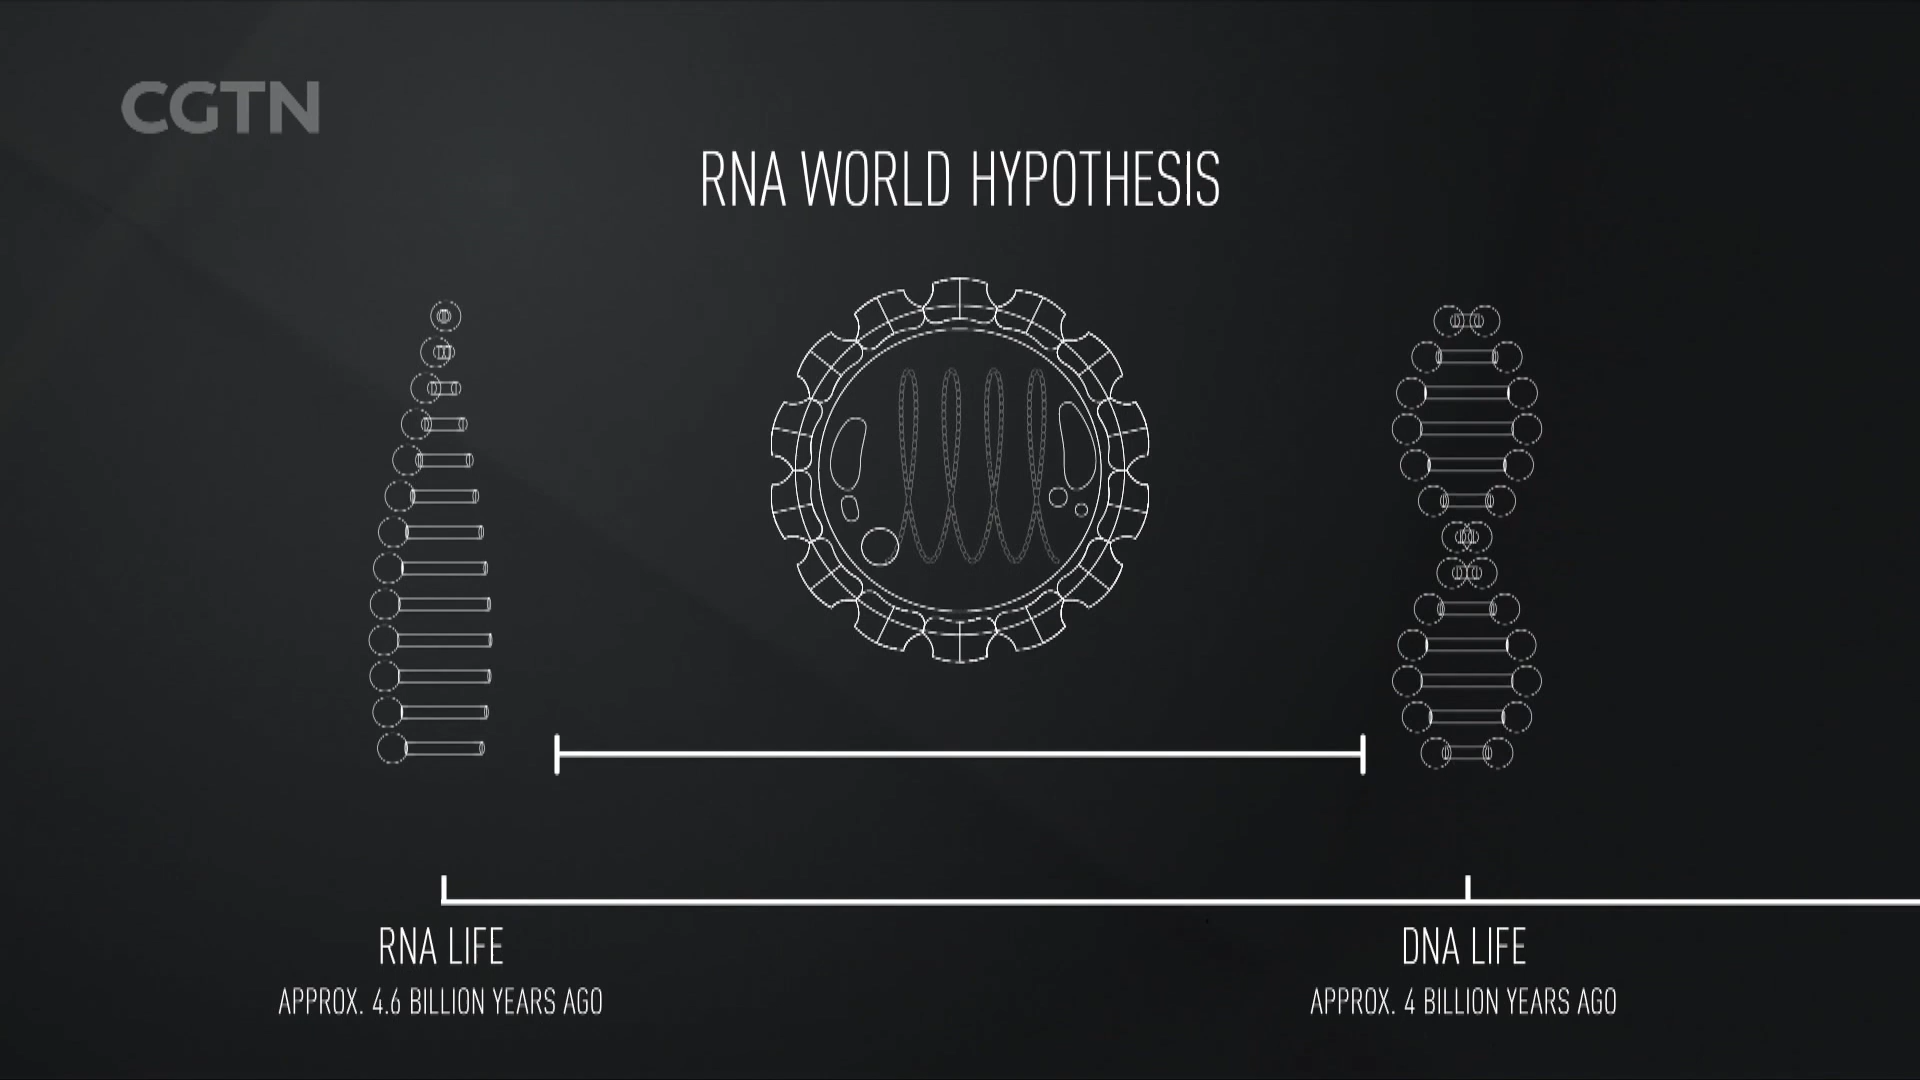 CGTN
RNA WORLD HYPOTHESIS
RNA LIFE
APPROX. 4.6 BILLION YEARS AGO
DNA LIFE
APPROX. 4 BILLION YEARS AGO